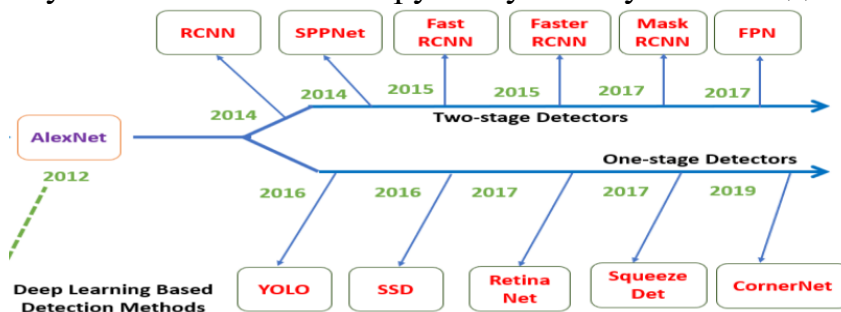 RCNN
SPPNet
Fast
RCNN
Faster
RCNN
Mask
RCNN
FPN
2014
2014
2015
2015
2017
2017
Two-stage Detectors
AlexNet
2012
One-stage Detectors
2016
2016
2017
2017
2019
YOLO
SSD
Retina
Net
Squeeze
Det
CornerNet
Deep Learning Based
Detection Methods